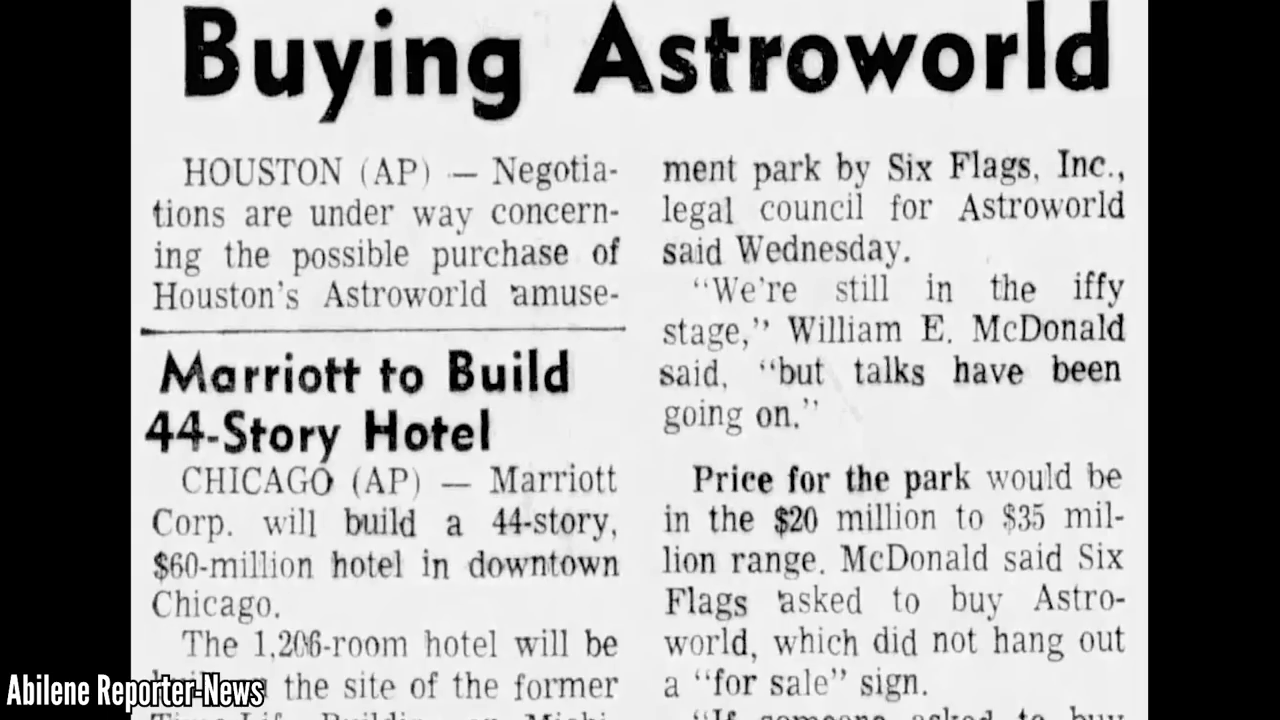 Buying Astroworld
HOUSTON (AP) — Negotia-
tions are under way concern-
ing the possible purchase of
Houston's Astroworld amuse-
ment park by Six Flags, Inc.,
legal council for Astroworld
said Wednesday.
"We're still in the iffy
stage," William E. McDonald
said, "but talks have been
going on."
Price for the park would be
in the $20 million to $35 mil-
lion range. McDonald said Six
Flags asked to buy Astro-
world, which did not hang out
a "for sale" sign.
"If someone asked to buy
Marriott to Build
44-Story Hotel
CHICAGO (AP) — Marriott
Corp. will build a 44-story,
$60-million hotel in downtown
Chicago.
The 1,206-room hotel will be
the site of the former
Abilene Reporter-News